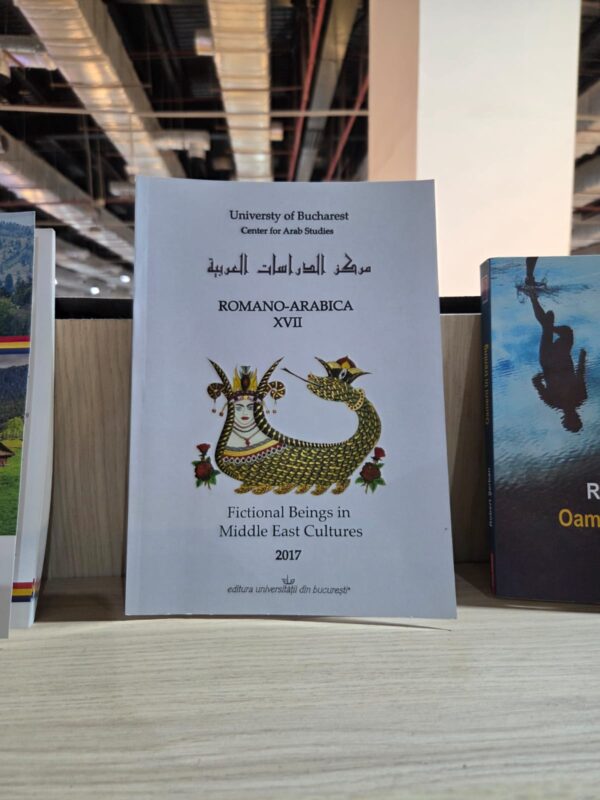 Universty of Bucharest
Center for Arab Studies
مركز الدراسات العربية
ROMANO-ARABICA
XVII
Fictional Beings in
Middle East Cultures
2017
editura universității din bucurești®
R
Oam